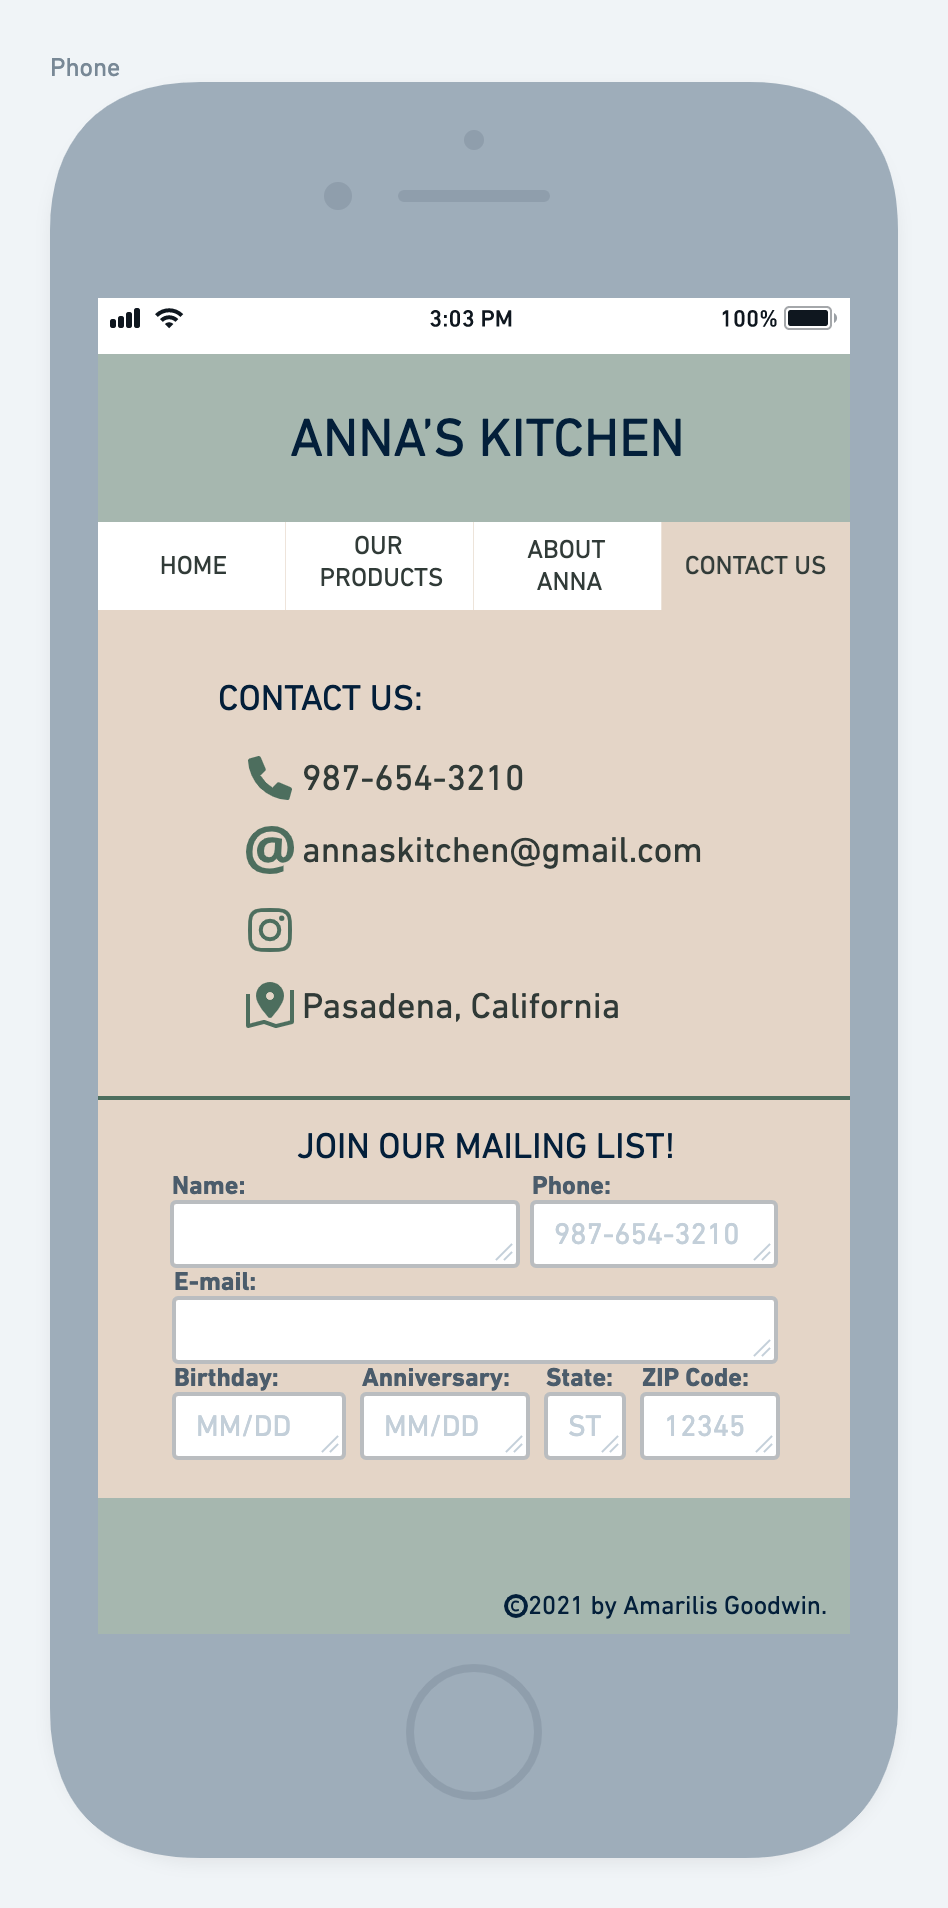 Phone
3:03 PM
100%
ANNA'S KITCHEN
HOME
OUR
PRODUCTS
ABOUT
ANNA
CONTACT US
CONTACT US:
987-654-3210
@ annaskitchen@gmail.com
Pasadena, California
JOIN OUR MAILING LIST!
Name:
Phone:
987-654-3210
E-mail:
Birthday:
Anniversary:
State:
ZIP Code:
MM/DD
MM/DD
ST
12345
©2021 by Amarilis Goodwin.